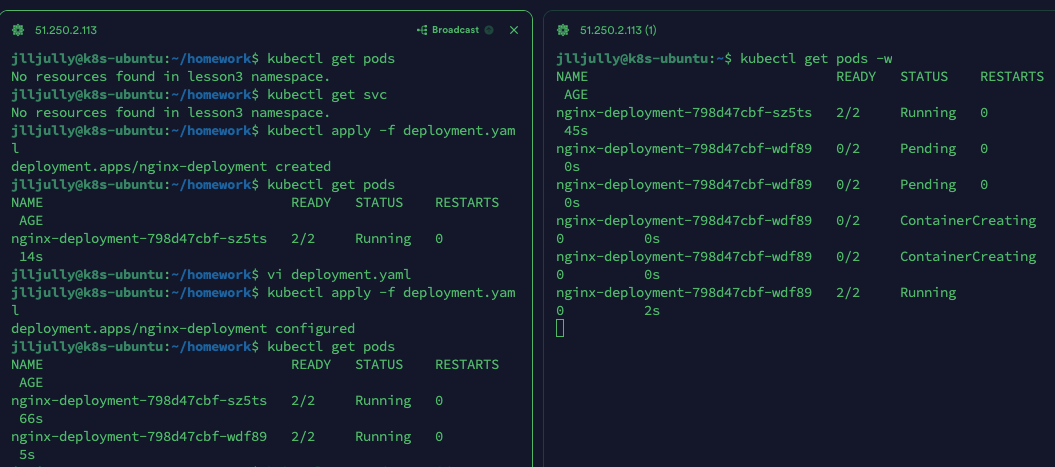 51.250.2.113
Broadcast
jlljully@k8s-ubuntu:~/homework$ kubectl get pods
No resources found in lesson3 namespace.
jlljully@k8s-ubuntu:~/homework$ kubectl get svc
No resources found in lesson3 namespace.
jlljully@k8s-ubuntu:~/homework$ kubectl apply -f deployment.yam
l
deployment.apps/nginx-deployment created
jlljully@k8s-ubuntu:~/homework$ kubectl get pods
NAME READY STATUS RESTARTS
AGE
nginx-deployment-798d47cbf-sz5ts 2/2 Running 0
14s
jlljully@k8s-ubuntu:~/homework$ vi deployment.yaml
jlljully@k8s-ubuntu:~/homework$ kubectl apply -f deployment.yam
l
deployment.apps/nginx-deployment configured
jlljully@k8s-ubuntu:~/homework$ kubectl get pods
NAME READY STATUS RESTARTS
AGE
nginx-deployment-798d47cbf-sz5ts 2/2 Running 0
66s
nginx-deployment-798d47cbf-wdf89 2/2 Running 0
5s
51.250.2.113 (1)
jlljully@k8s-ubuntu:~$ kubectl get pods -w
NAME READY STATUS RESTARTS
AGE
nginx-deployment-798d47cbf-sz5ts 2/2 Running 0
45s
nginx-deployment-798d47cbf-wdf89 0/2 Pending 0
0s
nginx-deployment-798d47cbf-wdf89 0/2 Pending 0
0s
nginx-deployment-798d47cbf-wdf89 0/2 ContainerCreating
0 0s
nginx-deployment-798d47cbf-wdf89 0/2 ContainerCreating
0 0s
nginx-deployment-798d47cbf-wdf89 2/2 Running
0 2s